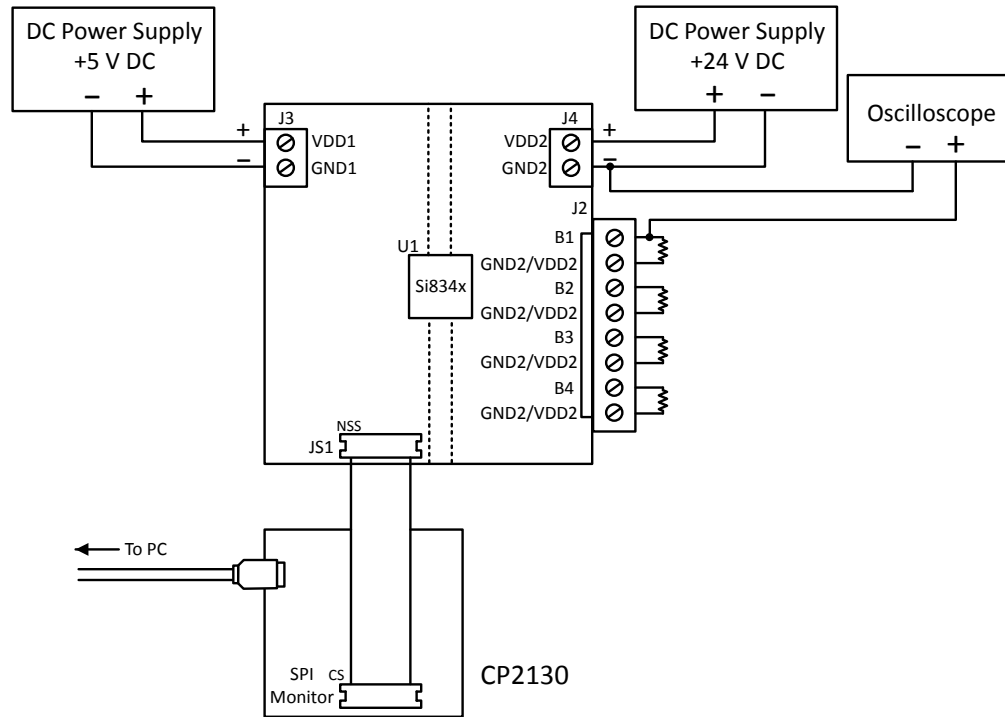 DC Power Supply
+5 V DC
− +
DC Power Supply
+24 V DC
+ −
Oscilloscope
− +
J3
+ VDD1
− GND1
J4
VDD2 +
GND2 −
J2
B1
GND2/VDD2
B2
GND2/VDD2
B3
GND2/VDD2
B4
GND2/VDD2
U1
Si834x
NSS
JS1
To PC
SPI CS
Monitor
CP2130